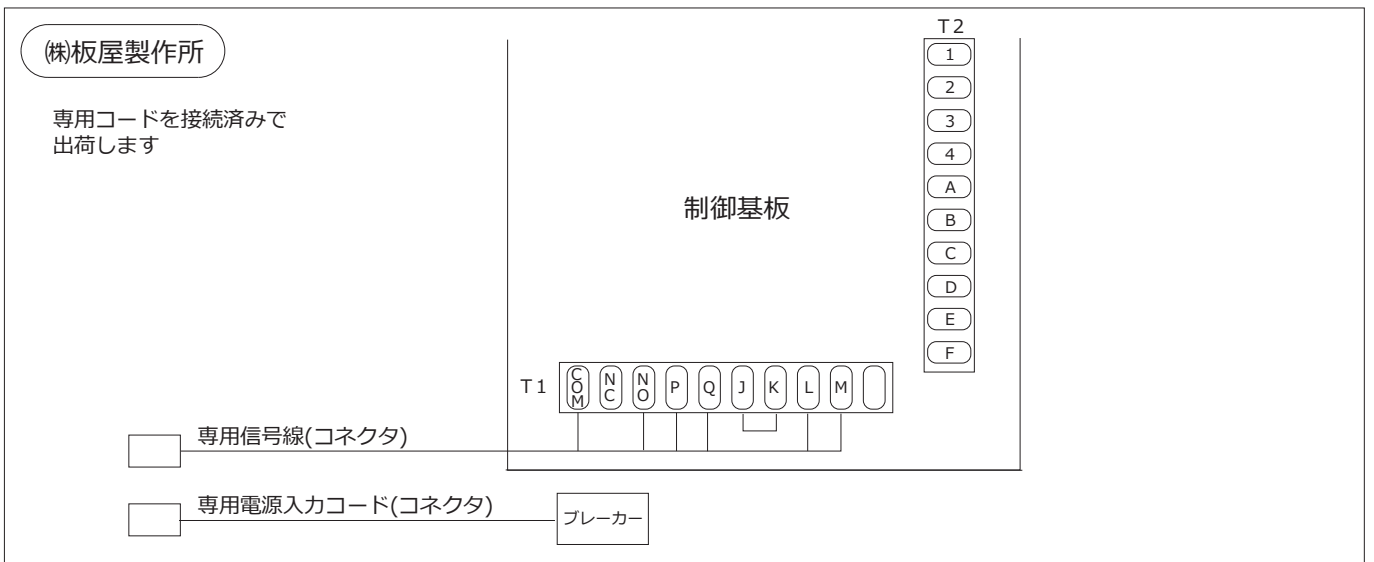 ㈱板屋製作所
専用コードを接続済みで
出荷します
T2
1
2
3
4
A
B
C
D
E
F
制御基板
T1
COM
NC
NO
P
Q
J
K
L
M
専用信号線(コネクタ)
専用電源入力コード(コネクタ)
ブレーカー